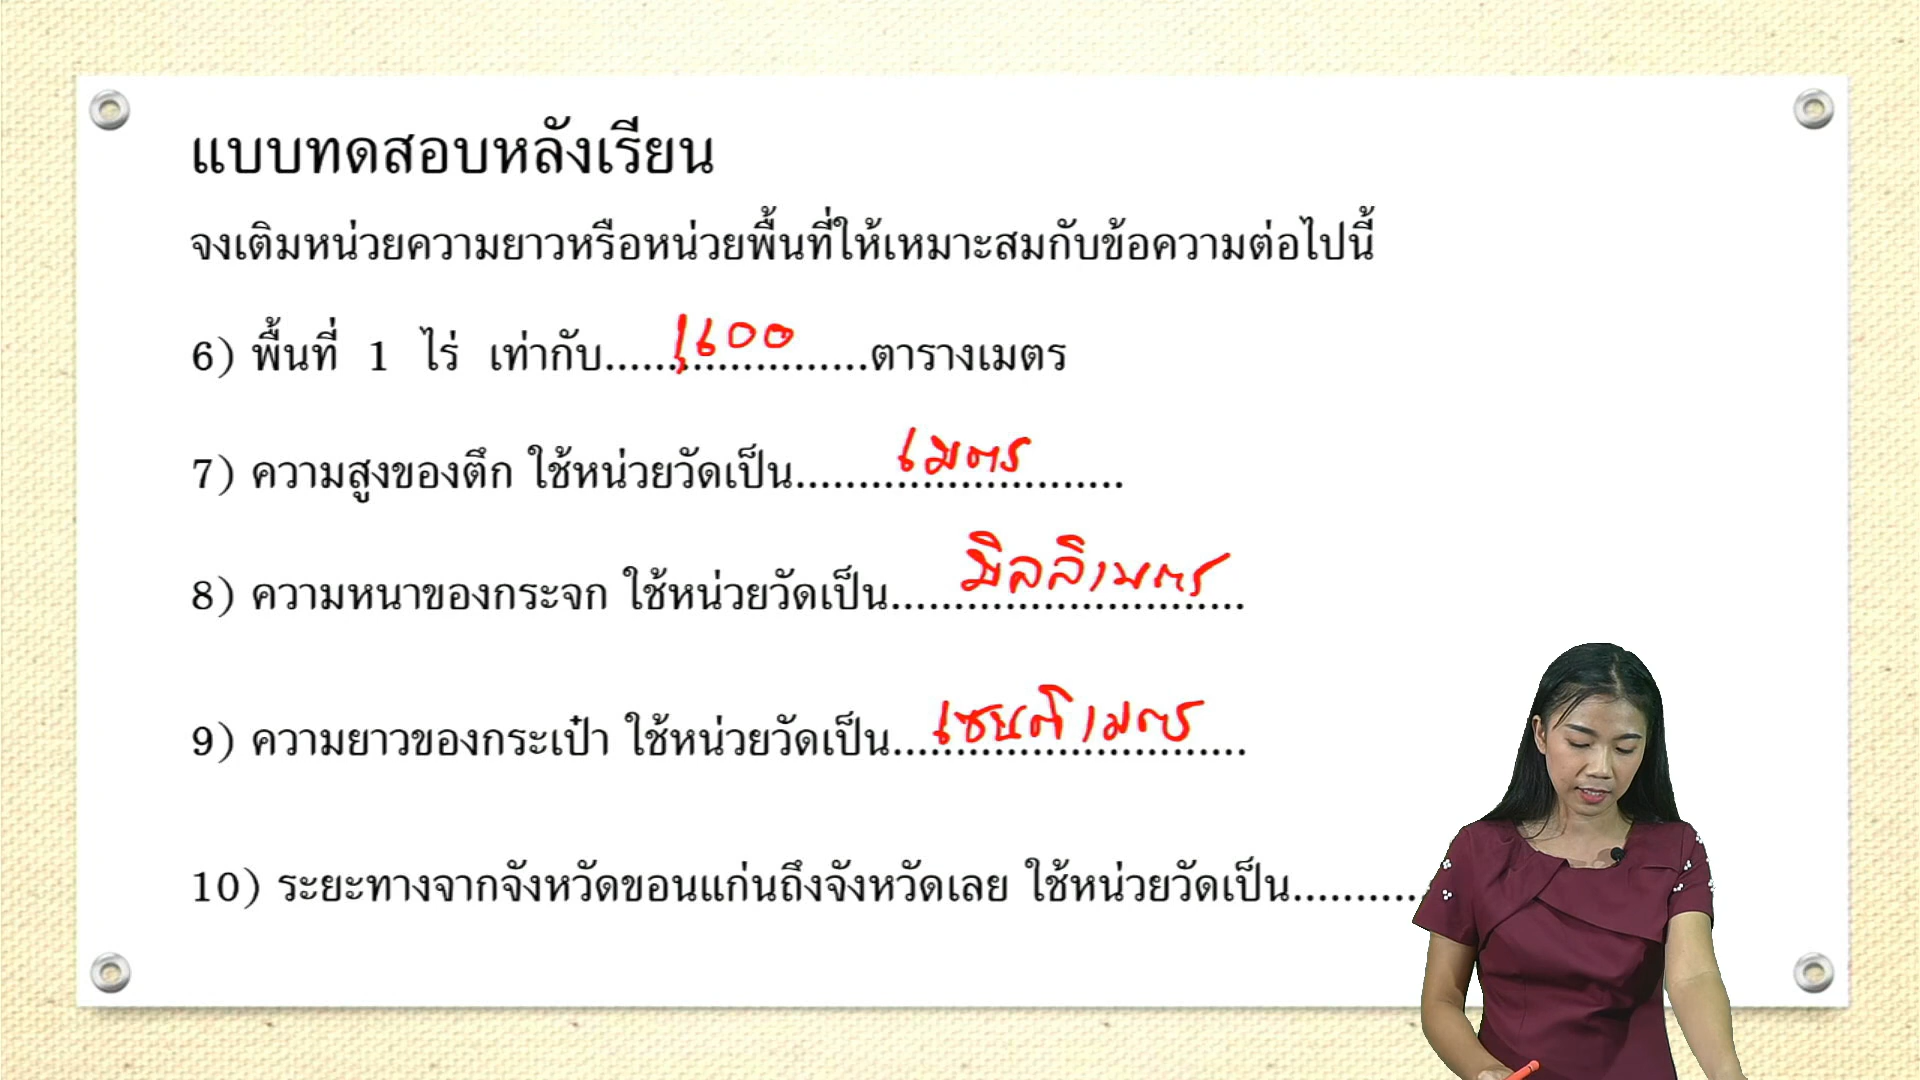 แบบทดสอบหลังเรียน
จงเติมหน่วยความยาวหรือหน่วยพื้นที่ให้เหมาะสมกับข้อความต่อไปนี้
6) พื้นที่ 1 ไร่ เท่ากับ.....1600.....ตารางเมตร
7) ความสูงของตึก ใช้หน่วยวัดเป็น.....เมตร.....
8) ความหนาของกระจก ใช้หน่วยวัดเป็น.....มิลลิเมตร.....
9) ความยาวของกระเป๋า ใช้หน่วยวัดเป็น.....เซนติเมตร.....
10) ระยะทางจากจังหวัดขอนแก่นถึงจังหวัดเลย ใช้หน่วยวัดเป็น...........